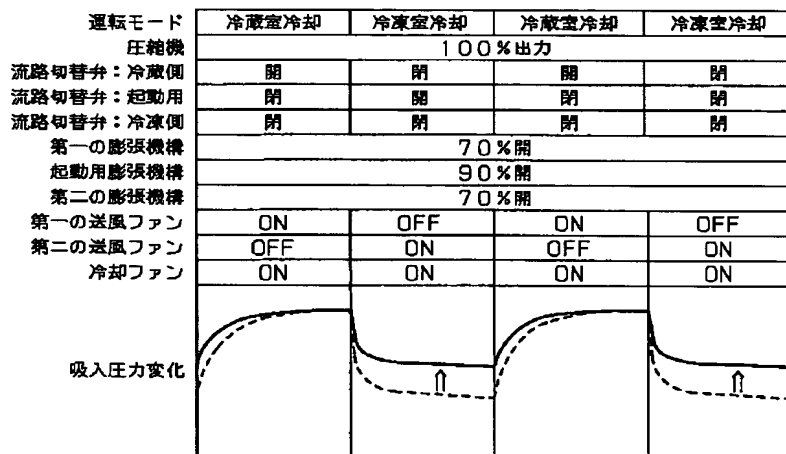 運転モード 冷蔵室冷却 冷凍室冷却 冷蔵室冷却 冷凍室冷却
圧縮機 100%出力
流路切替弁:冷蔵側 開 閉 開 閉
流路切替弁:起動用 閉 開 閉 閉
流路切替弁:冷凍側 閉 閉 閉 閉
第一の膨張機構 70%開
起動用膨張機構 90%開
第二の膨張機構 70%開
第一の送風ファン ON OFF ON OFF
第二の送風ファン OFF ON OFF ON
冷却ファン ON ON ON ON
吸入圧力変化 ⇑ ⇑